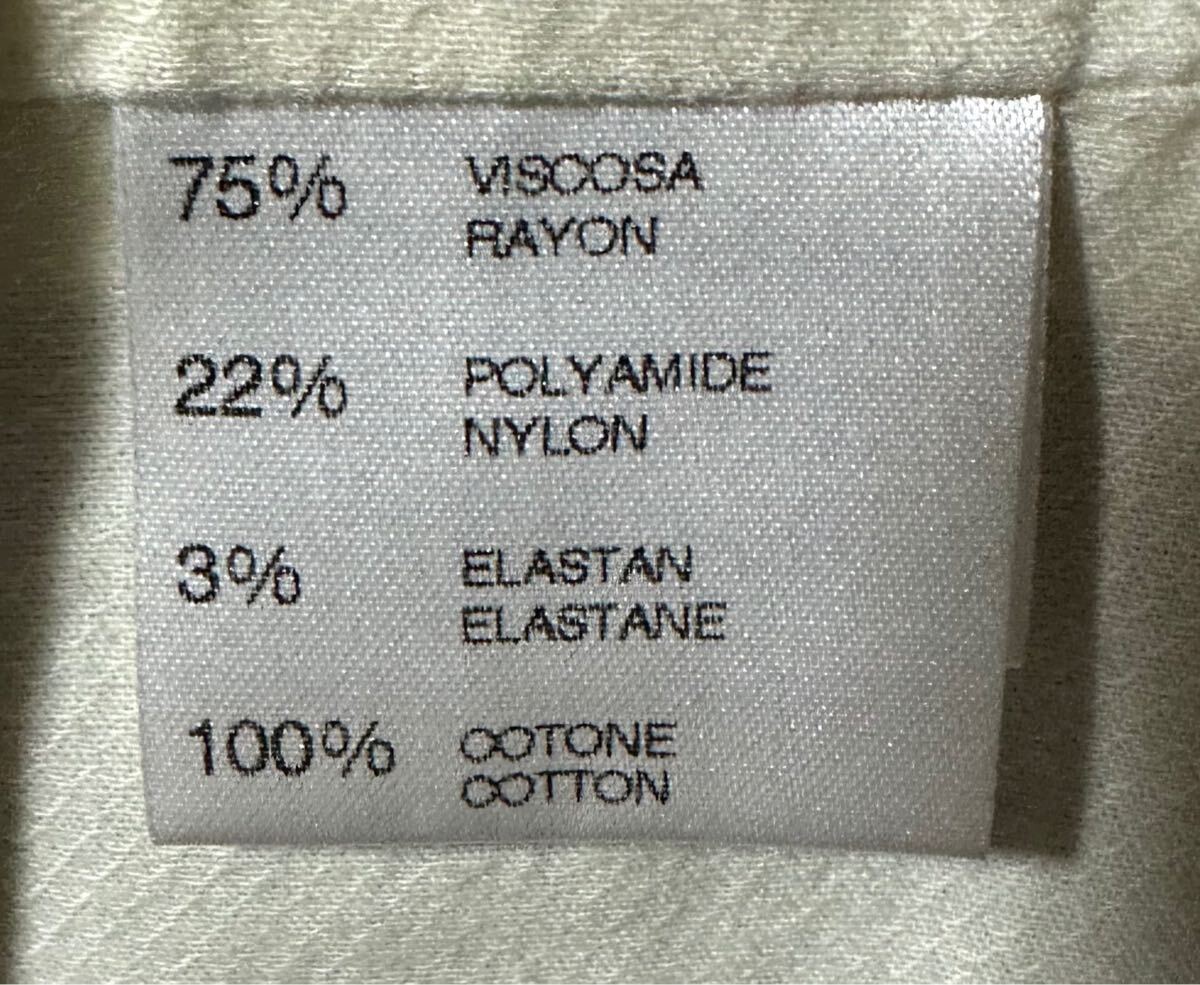 75% VISCOSA
RAYON
22% POLYAMIDE
NYLON
3% ELASTAN
ELASTANE
100% COTONE
COTTON